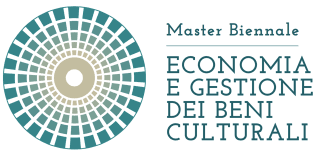 Master Biennale
ECONOMIA
E GESTIONE
DEI BENI
CULTURALI